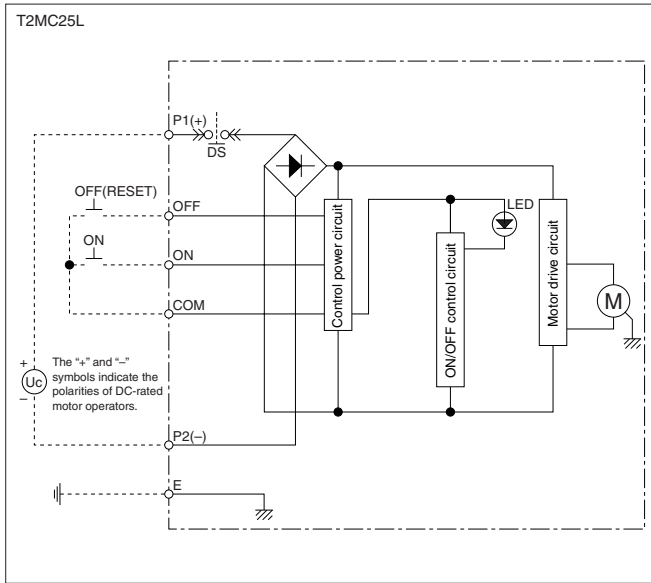 T2MC25L
P1(+)
DS
OFF(RESET)
OFF
ON
ON
COM
Control power circuit
LED
ON/OFF control circuit
Motor drive circuit
M
+
Uc
–
The “+” and “–”
symbols indicate the
polarities of DC-rated
motor operators.
P2(–)
E